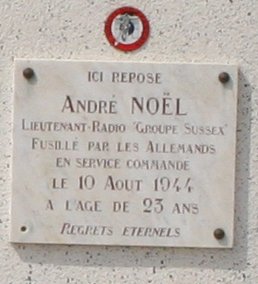 ICI REPOSE
ANDRÉ NOËL
LIEUTENANT-RADIO "GROUPE SUSSEX"
FUSILLÉ PAR LES ALLEMANDS
EN SERVICE COMMANDÉ
LE 10 AOUT 1944
A L'AGE DE 23 ANS
REGRETS ETERNELS